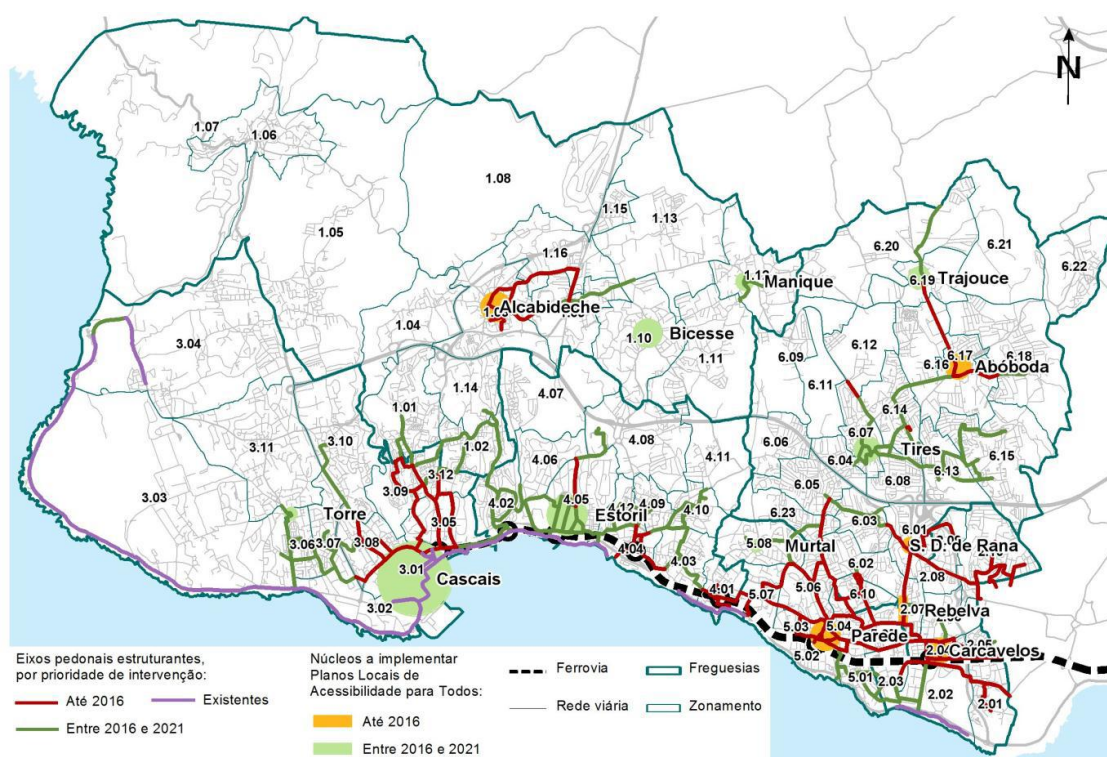 N
1.07
1.06
1.08
1.15
1.13
1.05
1.16
6.20
6.21
6.22
Manique
6.19 Trajouce
Alcabideche
1.04
1.10
Bicesse
1.11
3.04
6.09
6.12
6.17
6.16
6.18
Abóboda
1.14
4.07
6.11
1.01
1.02
6.14
3.10
3.11
4.08
4.11
6.06
6.07
Tires
6.04
6.15
6.13
6.08
4.06
3.12
3.09
6.05
3.03
4.02
4.05
4.09
4.10
Estoril
Torre
3.05
6.23
6.03
6.01
3.06
3.07
3.08
4.04
5.08
Murtal
S. D. de Rana
3.01
Cascais
4.03
6.02
2.08
4.01
5.07
5.06
6.10
2.07
Rebelva
3.02
5.03
5.04
Parede
5.02
2.04
Carcavelos
5.01
2.03
2.02
2.01
Eixos pedonais estruturantes,
por prioridade de intervenção:
Até 2016
Existentes
Entre 2016 e 2021
Núcleos a implementar
Planos Locais de
Acessibilidade para Todos:
Até 2016
Entre 2016 e 2021
Ferrovia
Freguesias
Rede viária
Zonamento